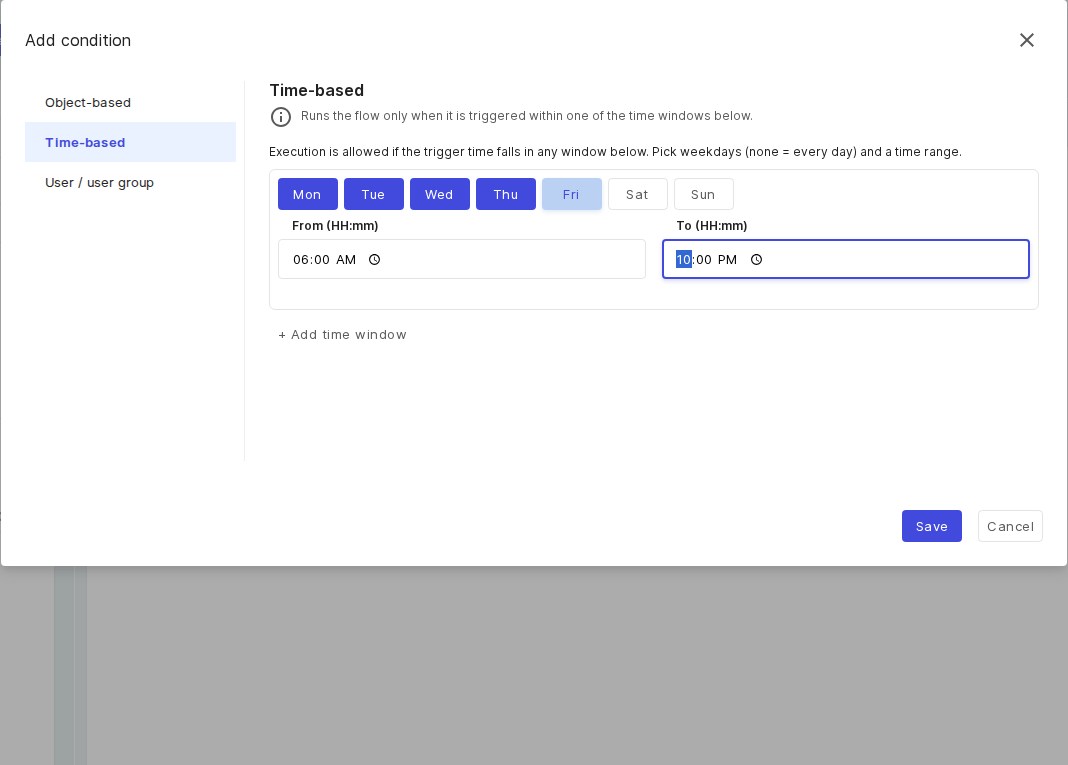 Add condition
Object-based
Time-based
User / user group
Time-based
Runs the flow only when it is triggered within one of the time windows below.
Execution is allowed if the trigger time falls in any window below. Pick weekdays (none = every day) and a time range.
Mon Tue Wed Thu Fri Sat Sun
From (HH:mm) To (HH:mm)
06:00 AM 10:00 PM
+ Add time window
Save Cancel